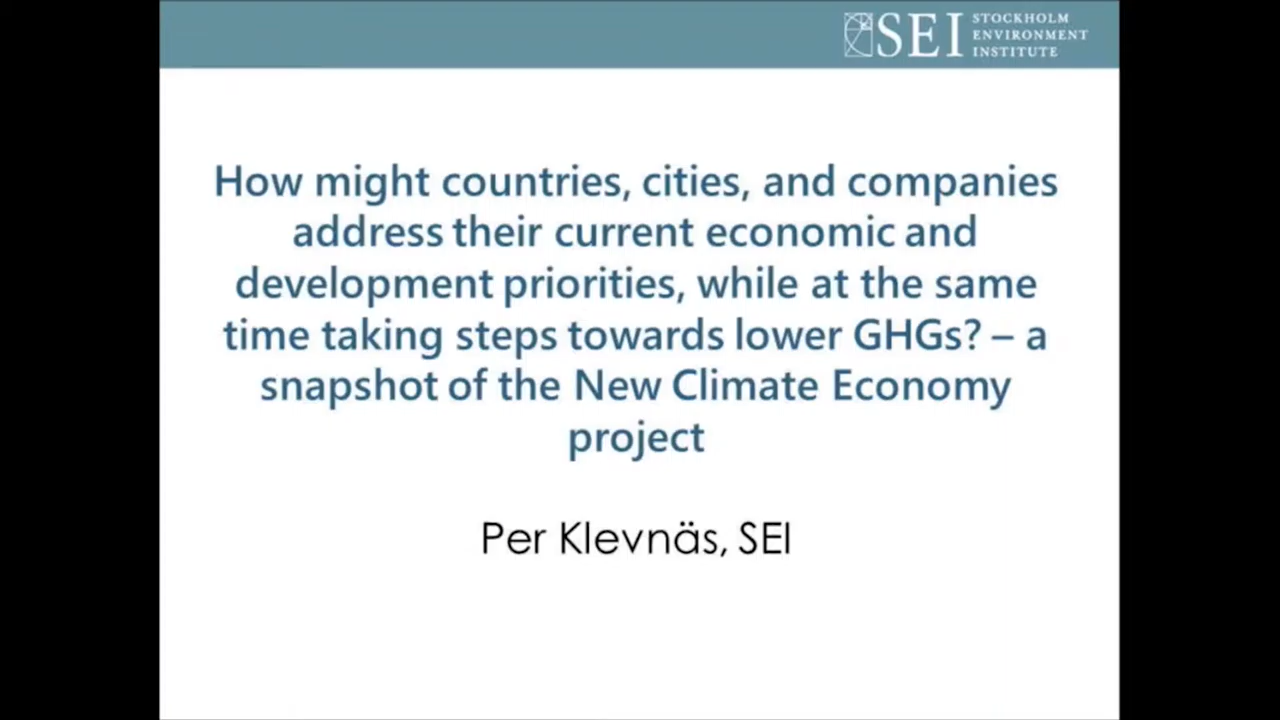 SEI
STOCKHOLM
ENVIRONMENT
INSTITUTE
How might countries, cities, and companies
address their current economic and
development priorities, while at the same
time taking steps towards lower GHGs? – a
snapshot of the New Climate Economy
project
Per Klevnäs, SEI